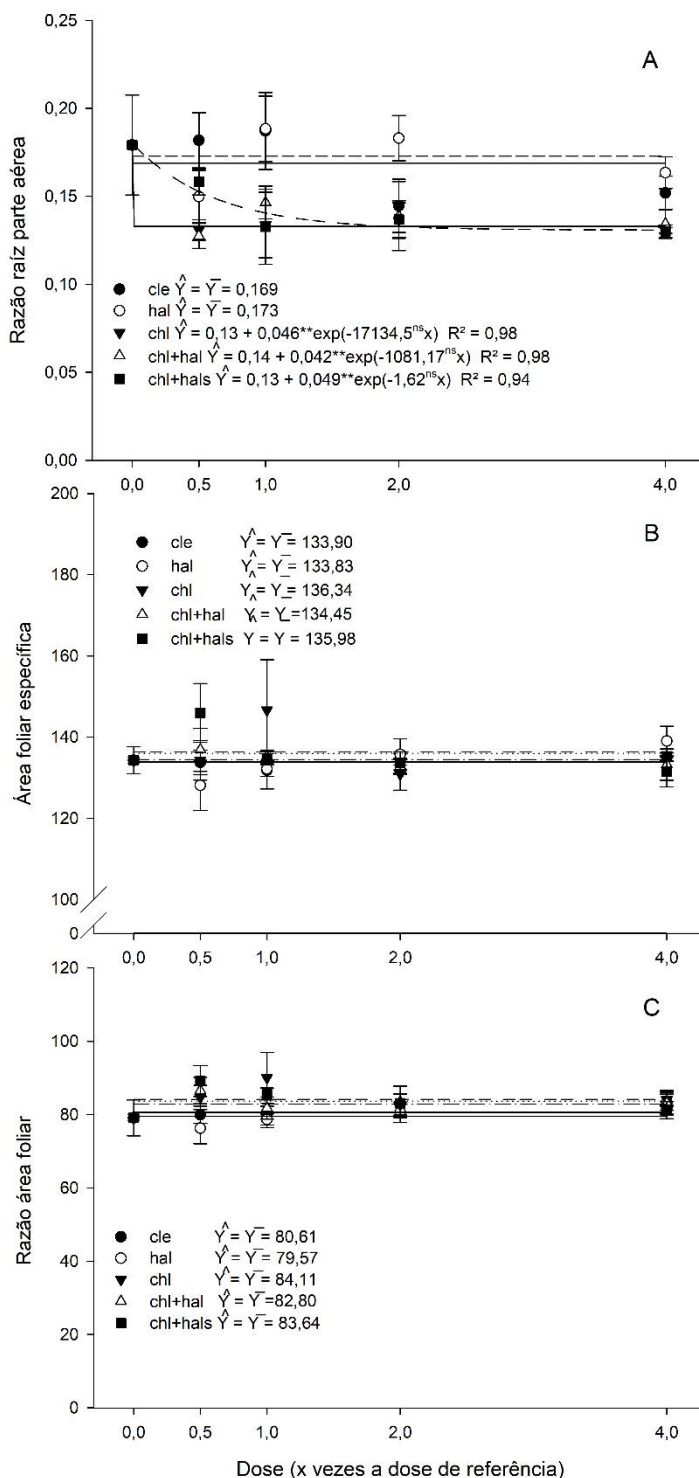 0,25
A
0,20
0,15
0,10
0,05
0,00
Razão raíz parte aérea
cle Ŷ = Y̅ = 0,169
hal Ŷ = Y̅ = 0,173
chl Ŷ = 0,13 + 0,046**exp(-17134,5ⁿˢx) R² = 0,98
chl+hal Ŷ = 0,14 + 0,042**exp(-1081,17ⁿˢx) R² = 0,98
chl+hals Ŷ = 0,13 + 0,049**exp(-1,62ⁿˢx) R² = 0,94
0,0 0,5 1,0 2,0 4,0
200
B
180
160
140
120
100
0
Área foliar específica
cle Ŷ = Y̅ = 133,90
hal Ŷ = Y̅ = 133,83
chl Ŷ = Y̅ = 136,34
chl+hal Ŷ = Y̅ =134,45
chl+hals Ŷ = Y̅ = 135,98
0,0 0,5 1,0 2,0 4,0
120
C
100
80
60
40
20
0
Razão área foliar
cle Ŷ = Y̅ = 80,61
hal Ŷ = Y̅ = 79,57
chl Ŷ = Y̅ = 84,11
chl+hal Ŷ = Y̅ =82,80
chl+hals Ŷ = Y̅ = 83,64
0,0 0,5 1,0 2,0 4,0
Dose (x vezes a dose de referência)